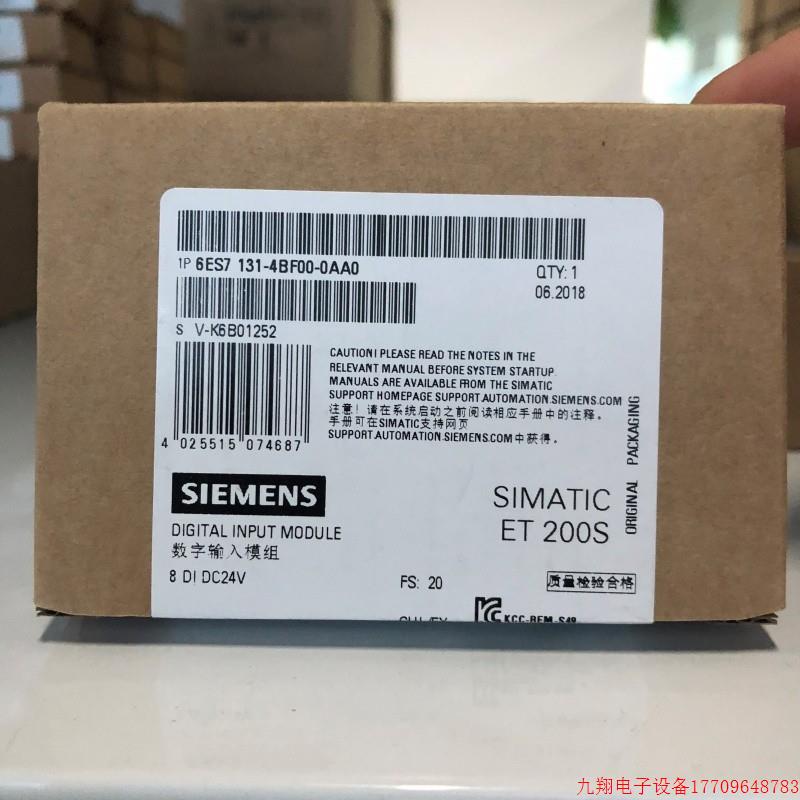 1P 6ES7 131-4BF00-0AA0
QTY: 1
06.2018
S V-K6B01252
CAUTION! PLEASE READ THE NOTES IN THE
RELEVANT MANUAL BEFORE SYSTEM STARTUP.
MANUALS ARE AVAILABLE FROM THE SIMATIC
SUPPORT HOMEPAGE SUPPORT.AUTOMATION.SIEMENS.COM
注意！请在系统启动之前阅读相应手册中的注释。
手册可在SIMATIC支持网页
SUPPORT.AUTOMATION.SIEMENS.COM中获得。
4 025515 074687
ORIGINAL PACKAGING
SIEMENS
SIMATIC
ET 200S
DIGITAL INPUT MODULE
数字输入模组
8 DI DC24V
FS: 20
质量检验合格
KCC-REM-S49
九翔电子设备17709648783